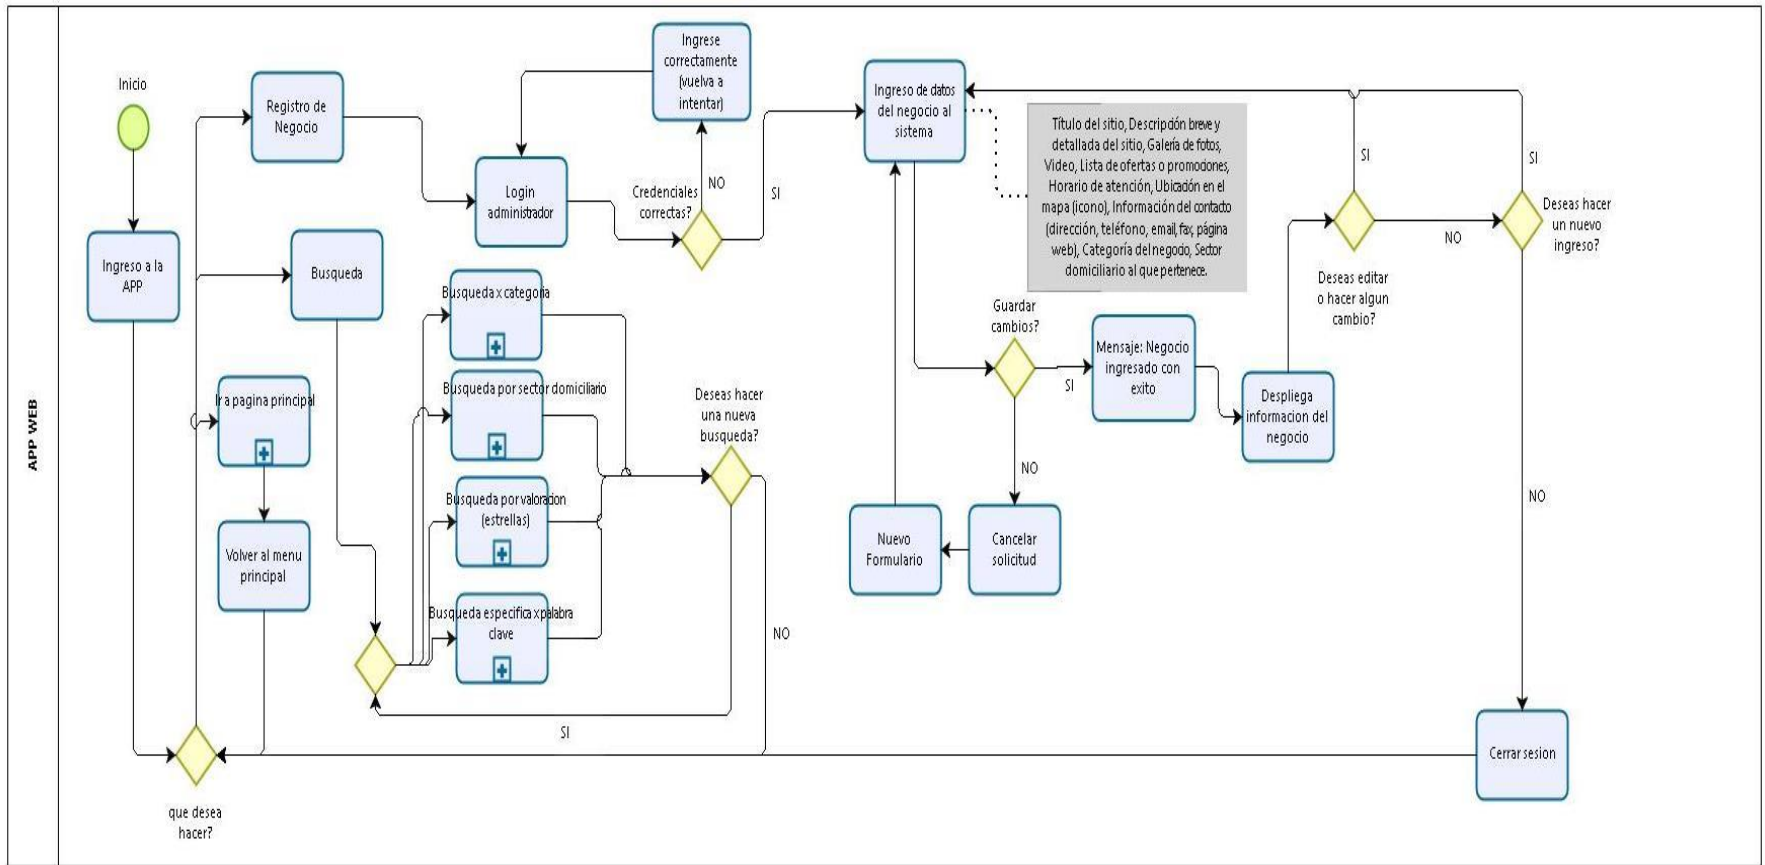 APP WEB
Inicio
Ingreso a la
APP
que desea
hacer?
Registro de
Negocio
Busqueda
Ir a pagina principal
Volver al menu
principal
Login
administrador
Ingrese
correctamente
(vuelva a
intentar)
Credenciales
correctas?
NO
SI
Busqueda x categoria
Busqueda por sector domiciliario
Busqueda por valoracion
(estrellas)
Busqueda especifica x palabra
clave
Deseas hacer
una nueva
busqueda?
SI
NO
Ingreso de datos
del negocio al
sistema
Título del sitio, Descripción breve y
detallada del sitio, Galería de fotos,
Video, Lista de ofertas o promociones,
Horario de atención, Ubicación en el
mapa (icono), Información del contacto
(dirección, teléfono, email, fax, página
web), Categoría del negocio, Sector
domiciliario al que pertenece.
Guardar
cambios?
SI
NO
Cancelar
solicitud
Nuevo
Formulario
Mensaje: Negocio
ingresado con
exito
Despliega
informacion del
negocio
Deseas editar
o hacer algun
cambio?
SI
NO
Deseas hacer
un nuevo
ingreso?
SI
NO
Cerrar sesion